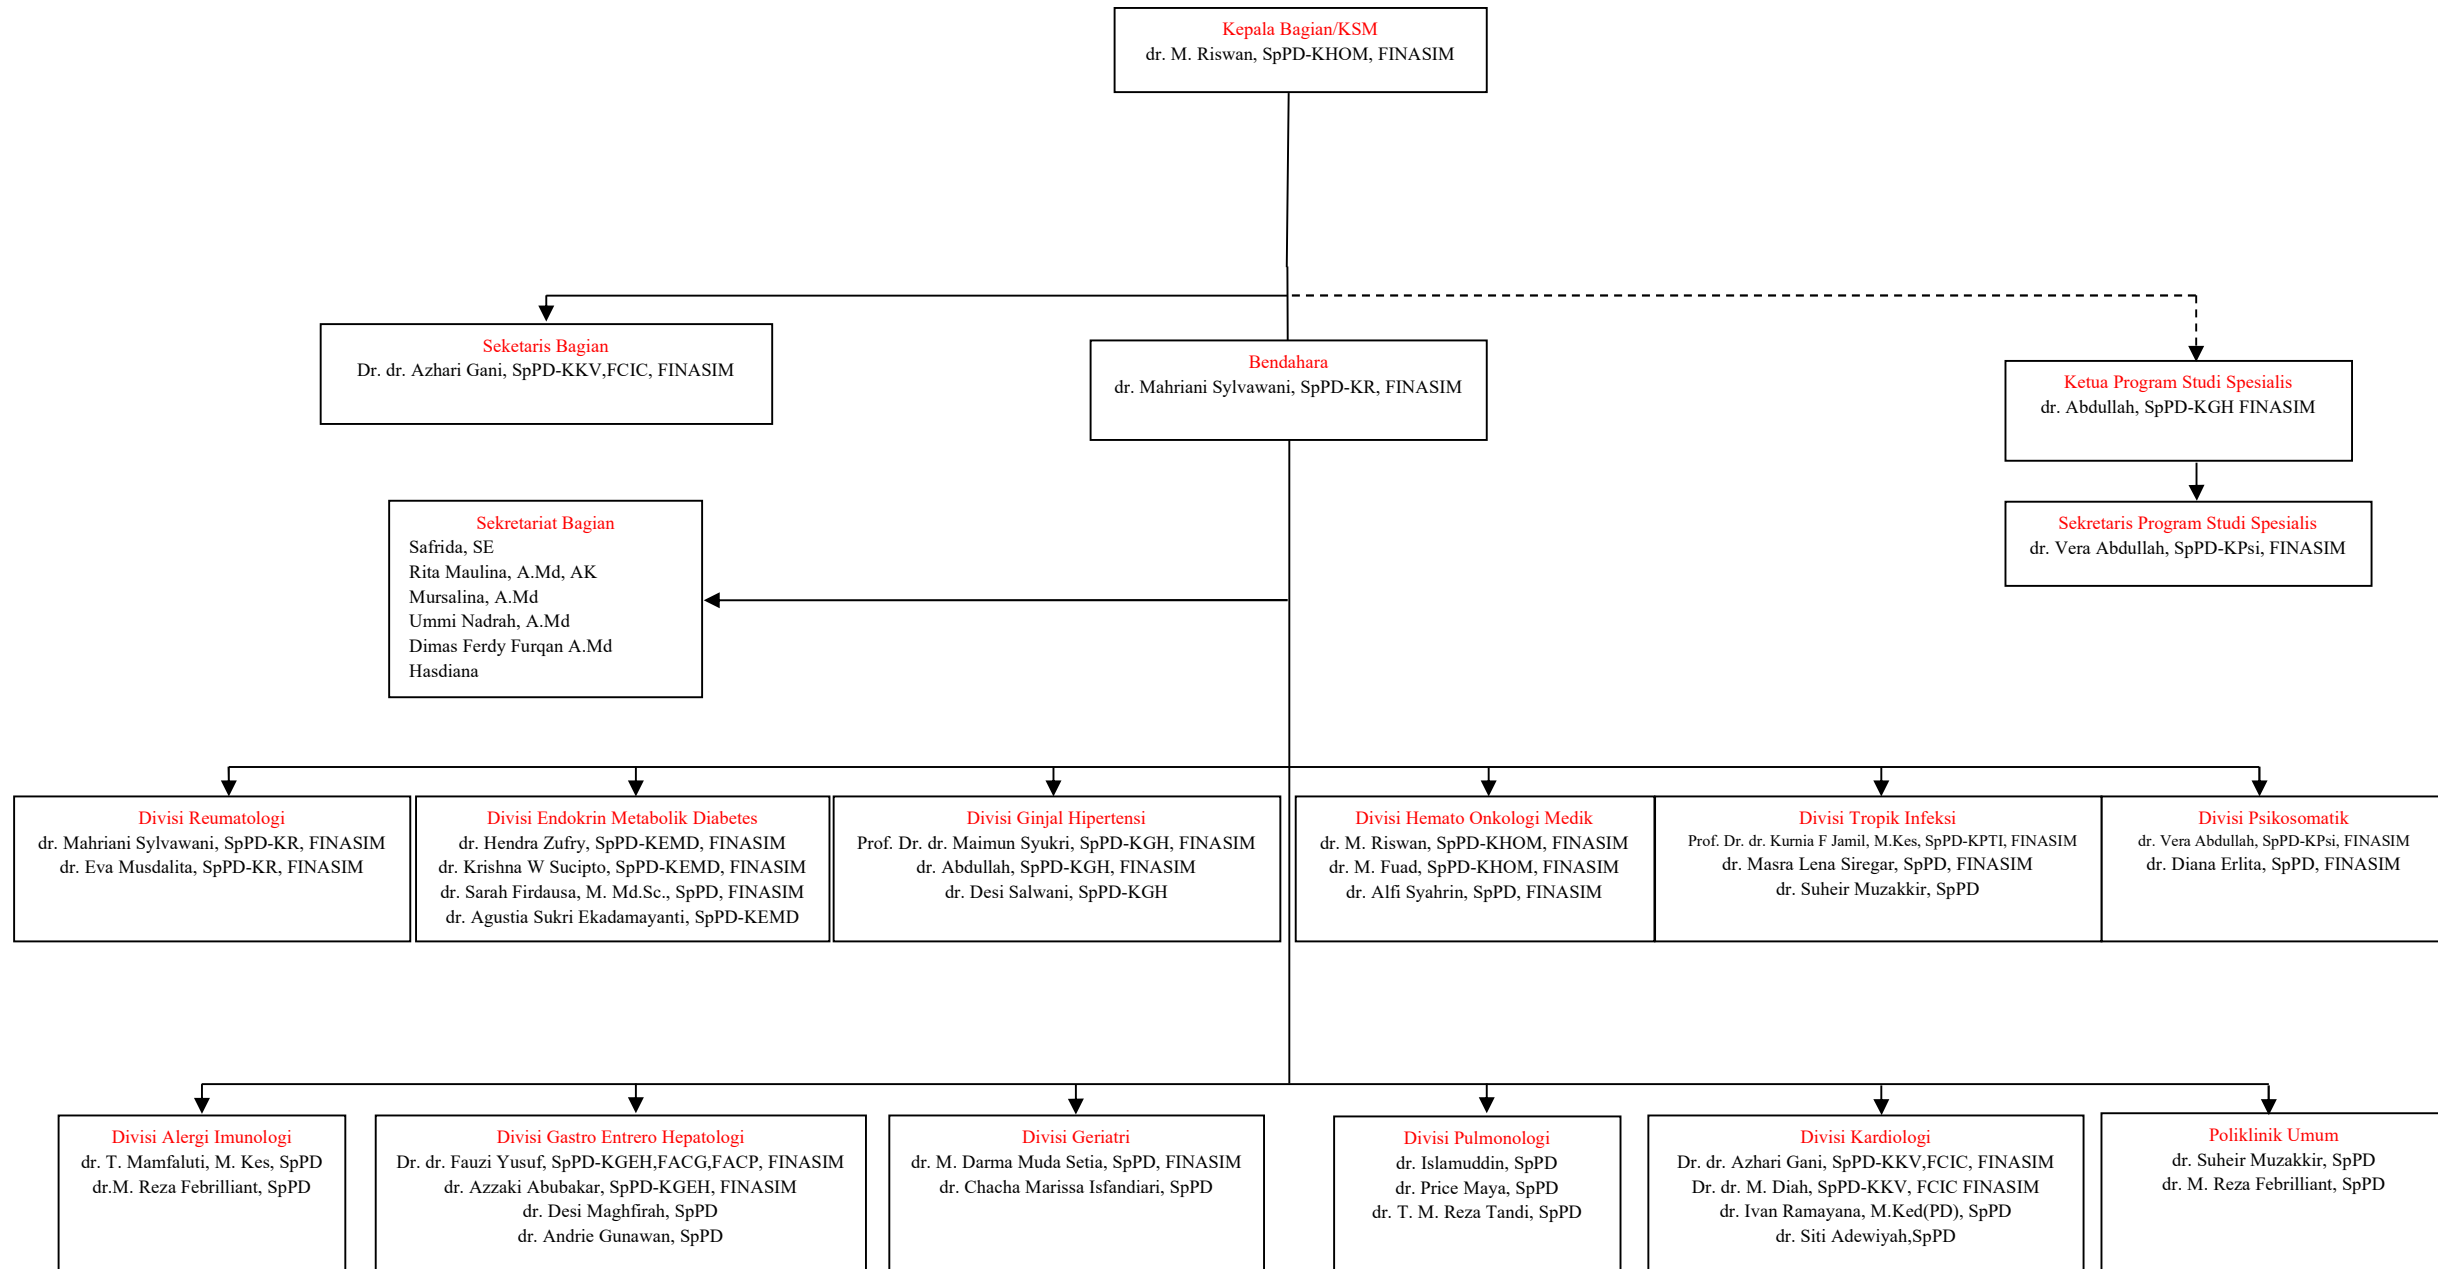 Kepala Bagian/KSM
dr. M. Riswan, SpPD-KHOM, FINASIM
Seketaris Bagian
Dr. dr. Azhari Gani, SpPD-KKV,FCIC, FINASIM
Bendahara
dr. Mahriani Sylvawani, SpPD-KR, FINASIM
Ketua Program Studi Spesialis
dr. Abdullah, SpPD-KGH FINASIM
Sekretariat Bagian
Safrida, SE
Rita Maulina, A.Md, AK
Mursalina, A.Md
Ummi Nadrah, A.Md
Dimas Ferdy Furqan A.Md
Hasdiana
Sekretaris Program Studi Spesialis
dr. Vera Abdullah, SpPD-KPsi, FINASIM
Divisi Reumatologi
dr. Mahriani Sylvawani, SpPD-KR, FINASIM
dr. Eva Musdalita, SpPD-KR, FINASIM
Divisi Endokrin Metabolik Diabetes
dr. Hendra Zufry, SpPD-KEMD, FINASIM
dr. Krishna W Sucipto, SpPD-KEMD, FINASIM
dr. Sarah Firdausa, M. Md.Sc., SpPD, FINASIM
dr. Agustia Sukri Ekadamayanti, SpPD-KEMD
Divisi Ginjal Hipertensi
Prof. Dr. dr. Maimun Syukri, SpPD-KGH, FINASIM
dr. Abdullah, SpPD-KGH, FINASIM
dr. Desi Salwani, SpPD-KGH
Divisi Hemato Onkologi Medik
dr. M. Riswan, SpPD-KHOM, FINASIM
dr. M. Fuad, SpPD-KHOM, FINASIM
dr. Alfi Syahrin, SpPD, FINASIM
Divisi Tropik Infeksi
Prof. Dr. dr. Kurnia F Jamil, M.Kes, SpPD-KPTI, FINASIM
dr. Masra Lena Siregar, SpPD, FINASIM
dr. Suheir Muzakkir, SpPD
Divisi Psikosomatik
dr. Vera Abdullah, SpPD-KPsi, FINASIM
dr. Diana Erlita, SpPD, FINASIM
Divisi Alergi Imunologi
dr. T. Mamfaluti, M. Kes, SpPD
dr.M. Reza Febrilliant, SpPD
Divisi Gastro Entrero Hepatologi
Dr. dr. Fauzi Yusuf, SpPD-KGEH,FACG,FACP, FINASIM
dr. Azzaki Abubakar, SpPD-KGEH, FINASIM
dr. Desi Maghfirah, SpPD
dr. Andrie Gunawan, SpPD
Divisi Geriatri
dr. M. Darma Muda Setia, SpPD, FINASIM
dr. Chacha Marissa Isfandiari, SpPD
Divisi Pulmonologi
dr. Islamuddin, SpPD
dr. Price Maya, SpPD
dr. T. M. Reza Tandi, SpPD
Divisi Kardiologi
Dr. dr. Azhari Gani, SpPD-KKV,FCIC, FINASIM
Dr. dr. M. Diah, SpPD-KKV, FCIC FINASIM
dr. Ivan Ramayana, M.Ked(PD), SpPD
dr. Siti Adewiyah,SpPD
Poliklinik Umum
dr. Suheir Muzakkir, SpPD
dr. M. Reza Febrilliant, SpPD